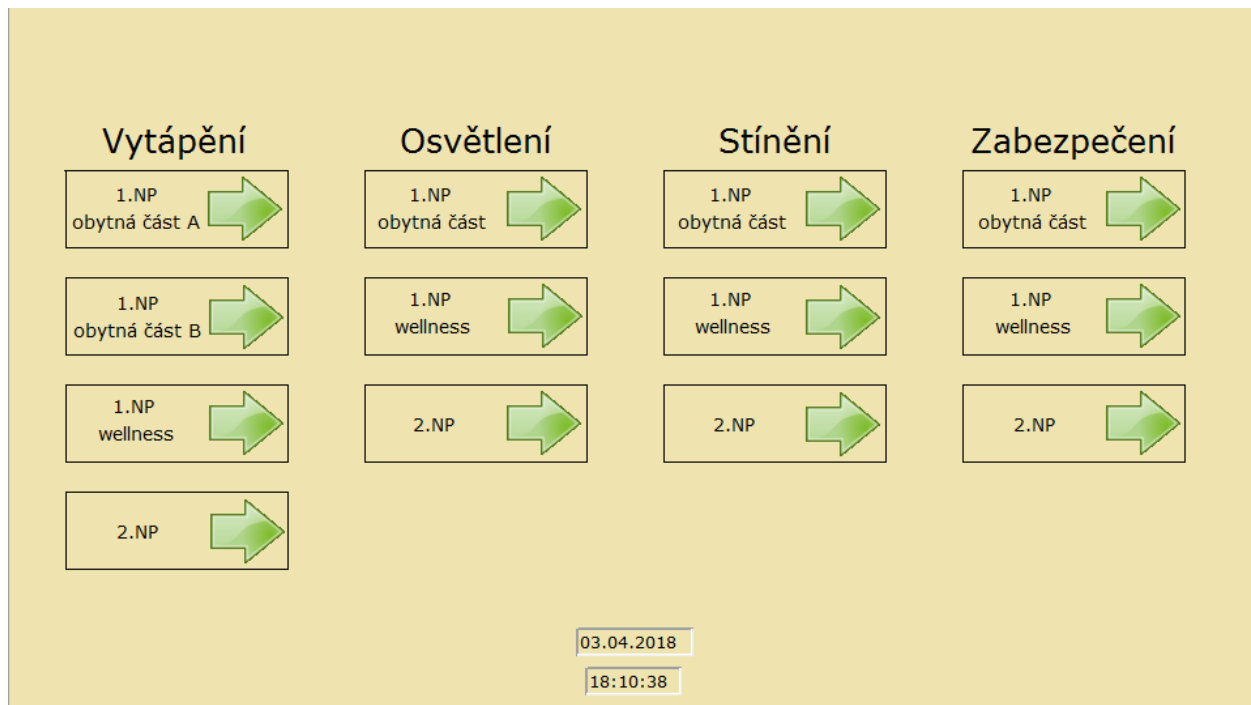 Vytápění
1.NP
obytná část A
1.NP
obytná část B
1.NP
wellness
2.NP
Osvětlení
1.NP
obytná část
1.NP
wellness
2.NP
Stínění
1.NP
obytná část
1.NP
wellness
2.NP
Zabezpečení
1.NP
obytná část
1.NP
wellness
2.NP
03.04.2018
18:10:38